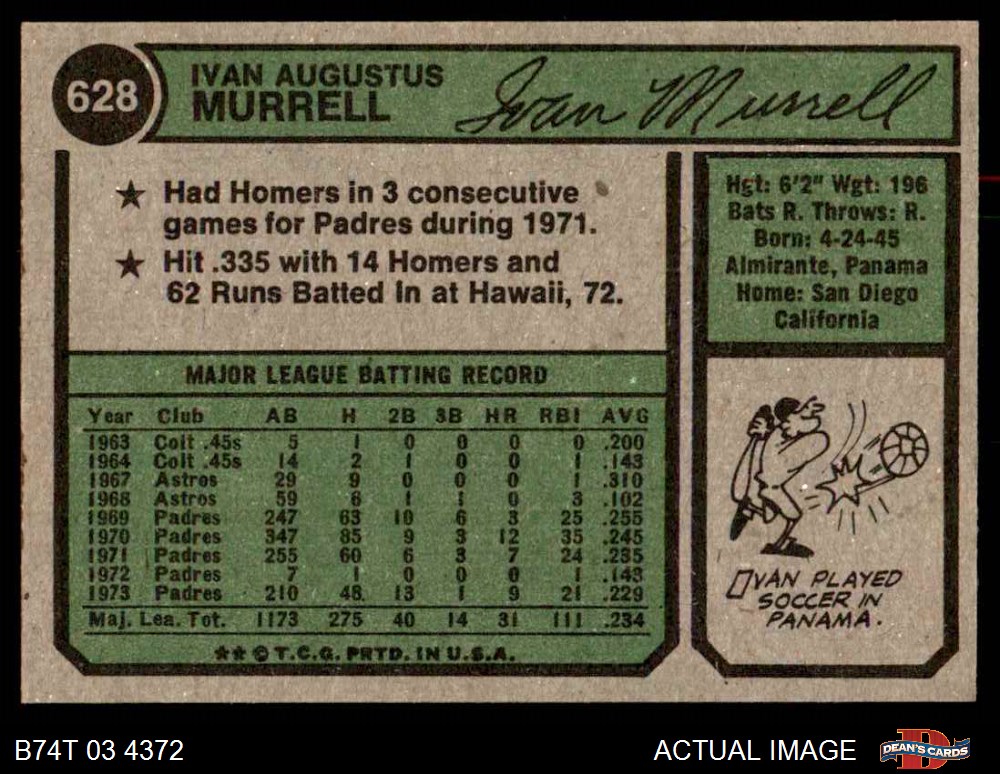 628
IVAN AUGUSTUS
MURRELL
Ivan Murrell
★ Had Homers in 3 consecutive
games for Padres during 1971.
★ Hit .335 with 14 Homers and
62 Runs Batted In at Hawaii, 72.
Hgt: 6'2" Wgt: 196
Bats R. Throws: R.
Born: 4-24-45
Almirante, Panama
Home: San Diego
California
MAJOR LEAGUE BATTING RECORD
Year Club AB H 2B 3B HR RBI AVG
1963 Colt .45s 5 1 0 0 0 0 .200
1964 Colt .45s 14 2 1 0 0 1 .143
1967 Astros 29 9 0 0 0 1 .310
1968 Astros 59 6 1 1 0 3 .102
1969 Padres 247 63 10 6 3 25 .255
1970 Padres 347 85 9 3 12 35 .245
1971 Padres 255 60 6 3 7 24 .235
1972 Padres 7 1 0 0 0 1 .143
1973 Padres 210 48 13 1 9 21 .229
Maj. Lea. Tot. 1173 275 40 14 31 111 .234
★★ © T.C.G. PRTD. IN U.S.A.
IVAN PLAYED
SOCCER IN
PANAMA.
B74T 03 4372
ACTUAL IMAGE
D
DEAN'S CARDS